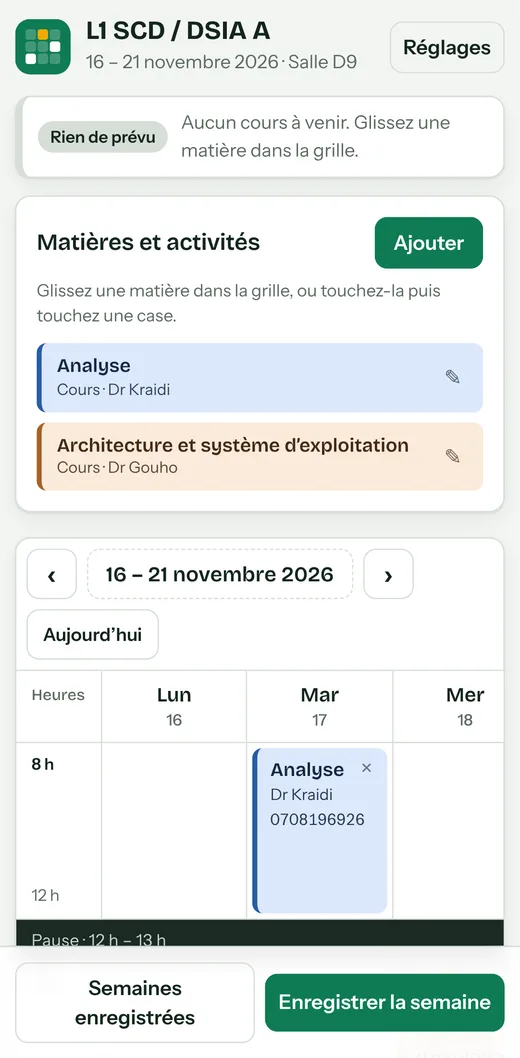 L1 SCD / DSIA A
16 – 21 novembre 2026 · Salle D9
Réglages
Rien de prévu
Aucun cours à venir. Glissez une
matière dans la grille.
Matières et activités
Ajouter
Glissez une matière dans la grille, ou touchez-la puis
touchez une case.
Analyse
Cours · Dr Kraidi
Architecture et système d’exploitation
Cours · Dr Gouho
16 – 21 novembre 2026
Aujourd’hui
Heures
Lun
16
Mar
17
Mer
18
8 h
Analyse
Dr Kraidi
0708196926
12 h
Pause · 12 h – 13 h
Semaines
enregistrées
Enregistrer la semaine